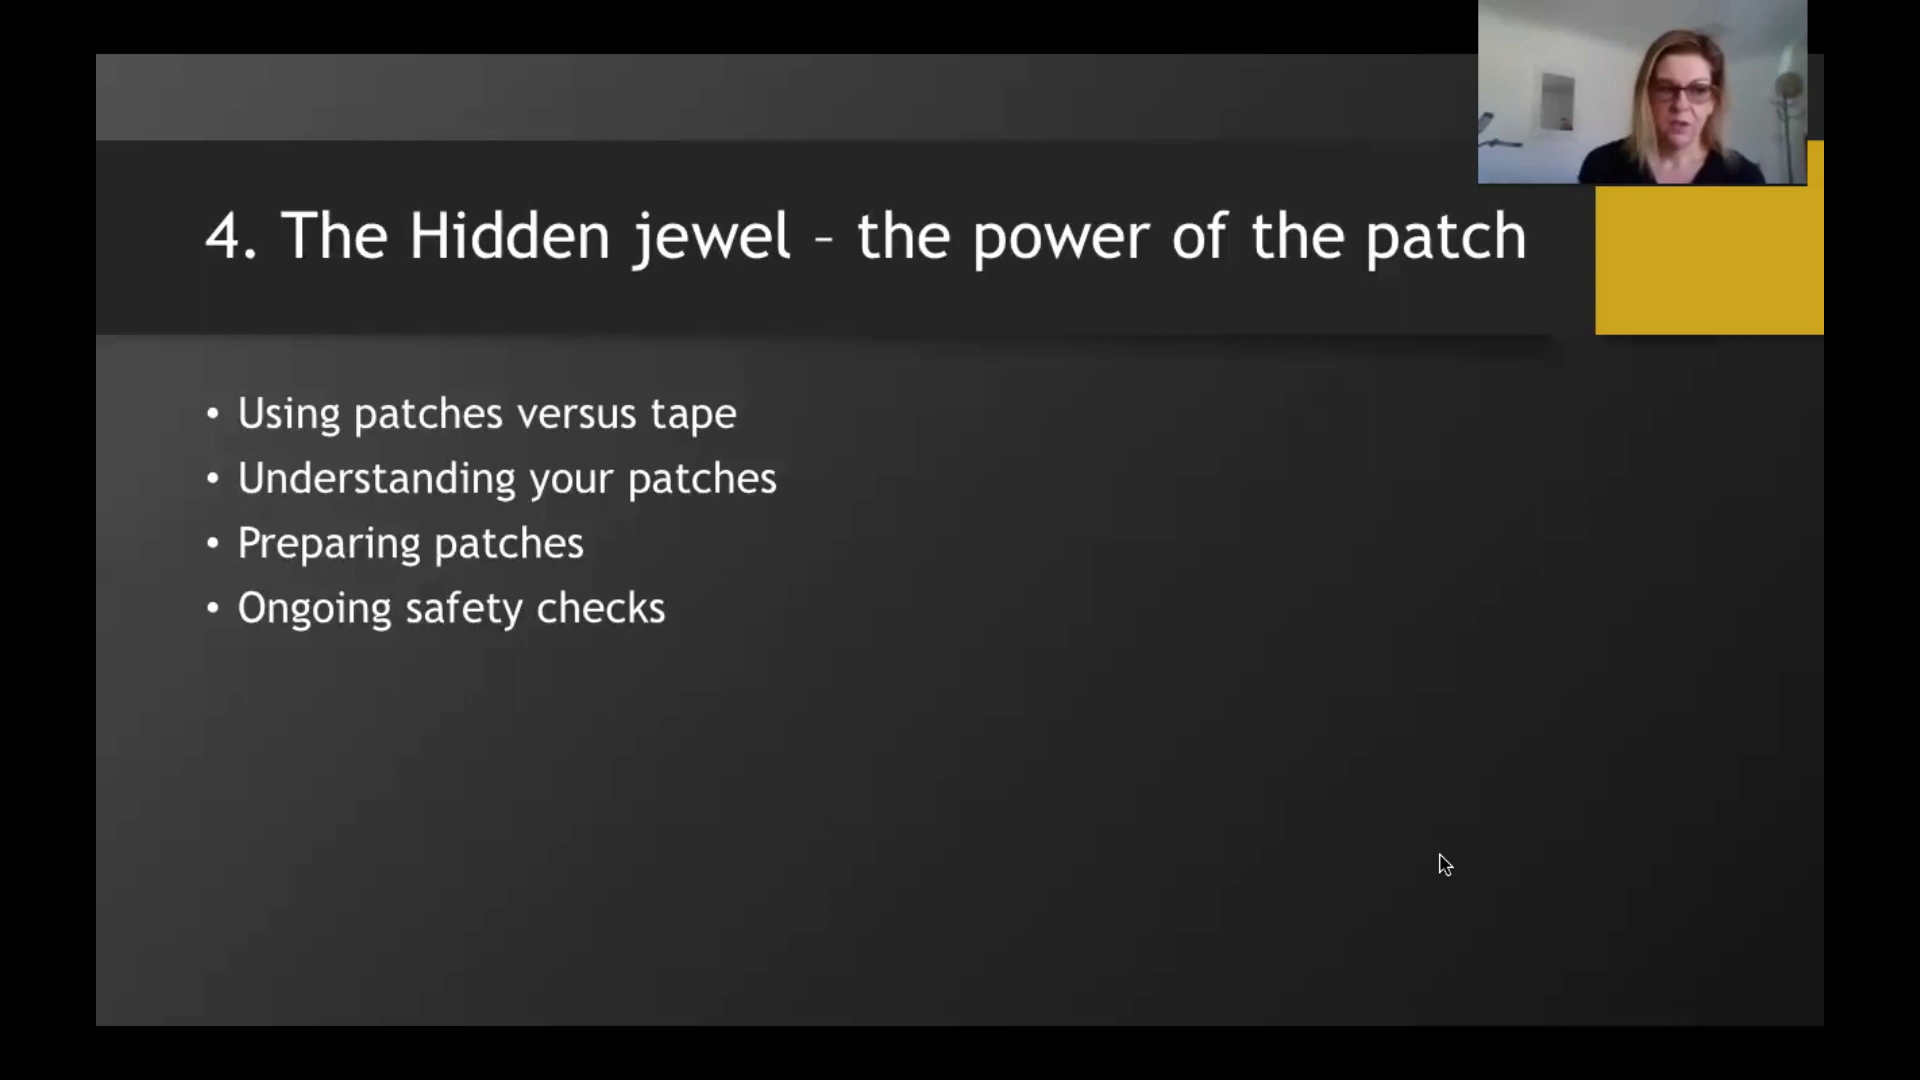 4. The Hidden jewel – the power of the patch
• Using patches versus tape
• Understanding your patches
• Preparing patches
• Ongoing safety checks